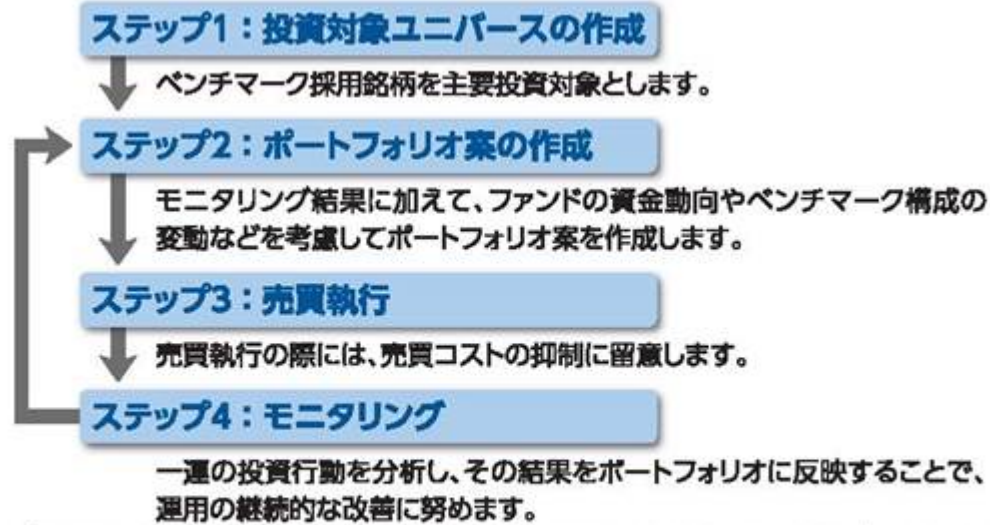 ステップ1：投資対象ユニバースの作成
ベンチマーク採用銘柄を主要投資対象とします。
ステップ2：ポートフォリオ案の作成
モニタリング結果に加えて、ファンドの資金動向やベンチマーク構成の
変動などを考慮してポートフォリオ案を作成します。
ステップ3：売買執行
売買執行の際には、売買コストの抑制に留意します。
ステップ4：モニタリング
一連の投資行動を分析し、その結果をポートフォリオに反映することで、
運用の継続的な改善に努めます。